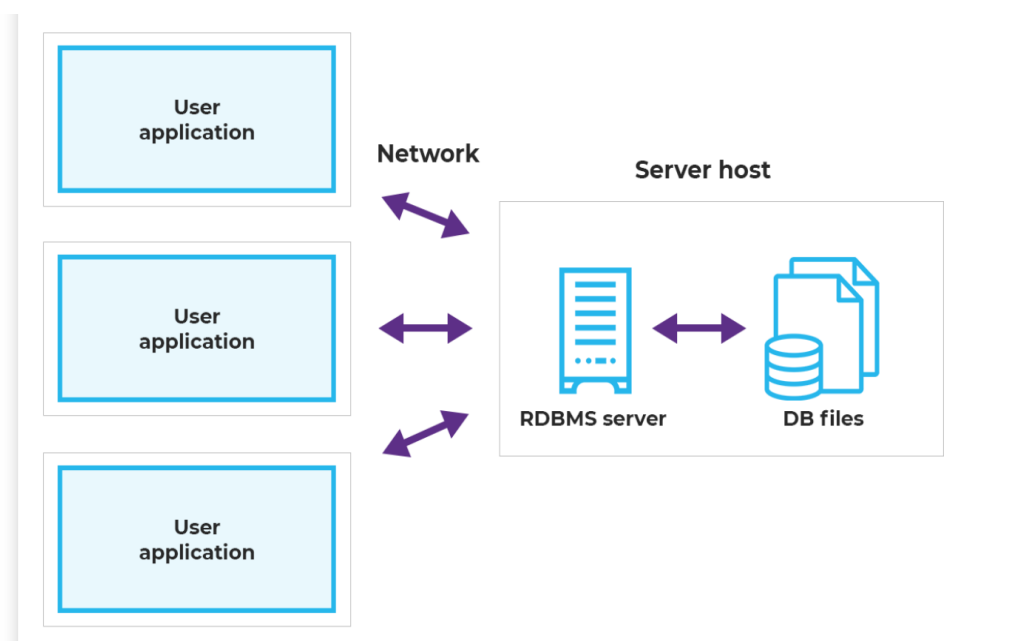 User
application
Network
Server host
User
application
RDBMS server
DB files
User
application